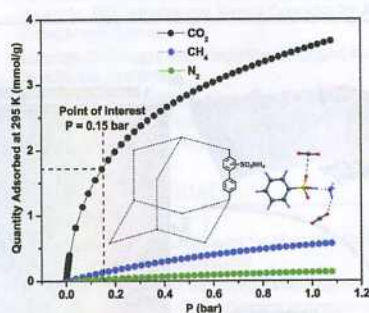 CO2
CH4
N2
Point of Interest
P = 0.15 bar
SO3NH4
Quantity Adsorbed at 295 K (mmol/g)
4
3
2
1
0
0.0 0.2 0.4 0.6 0.8 1.0 1.2
P (bar)